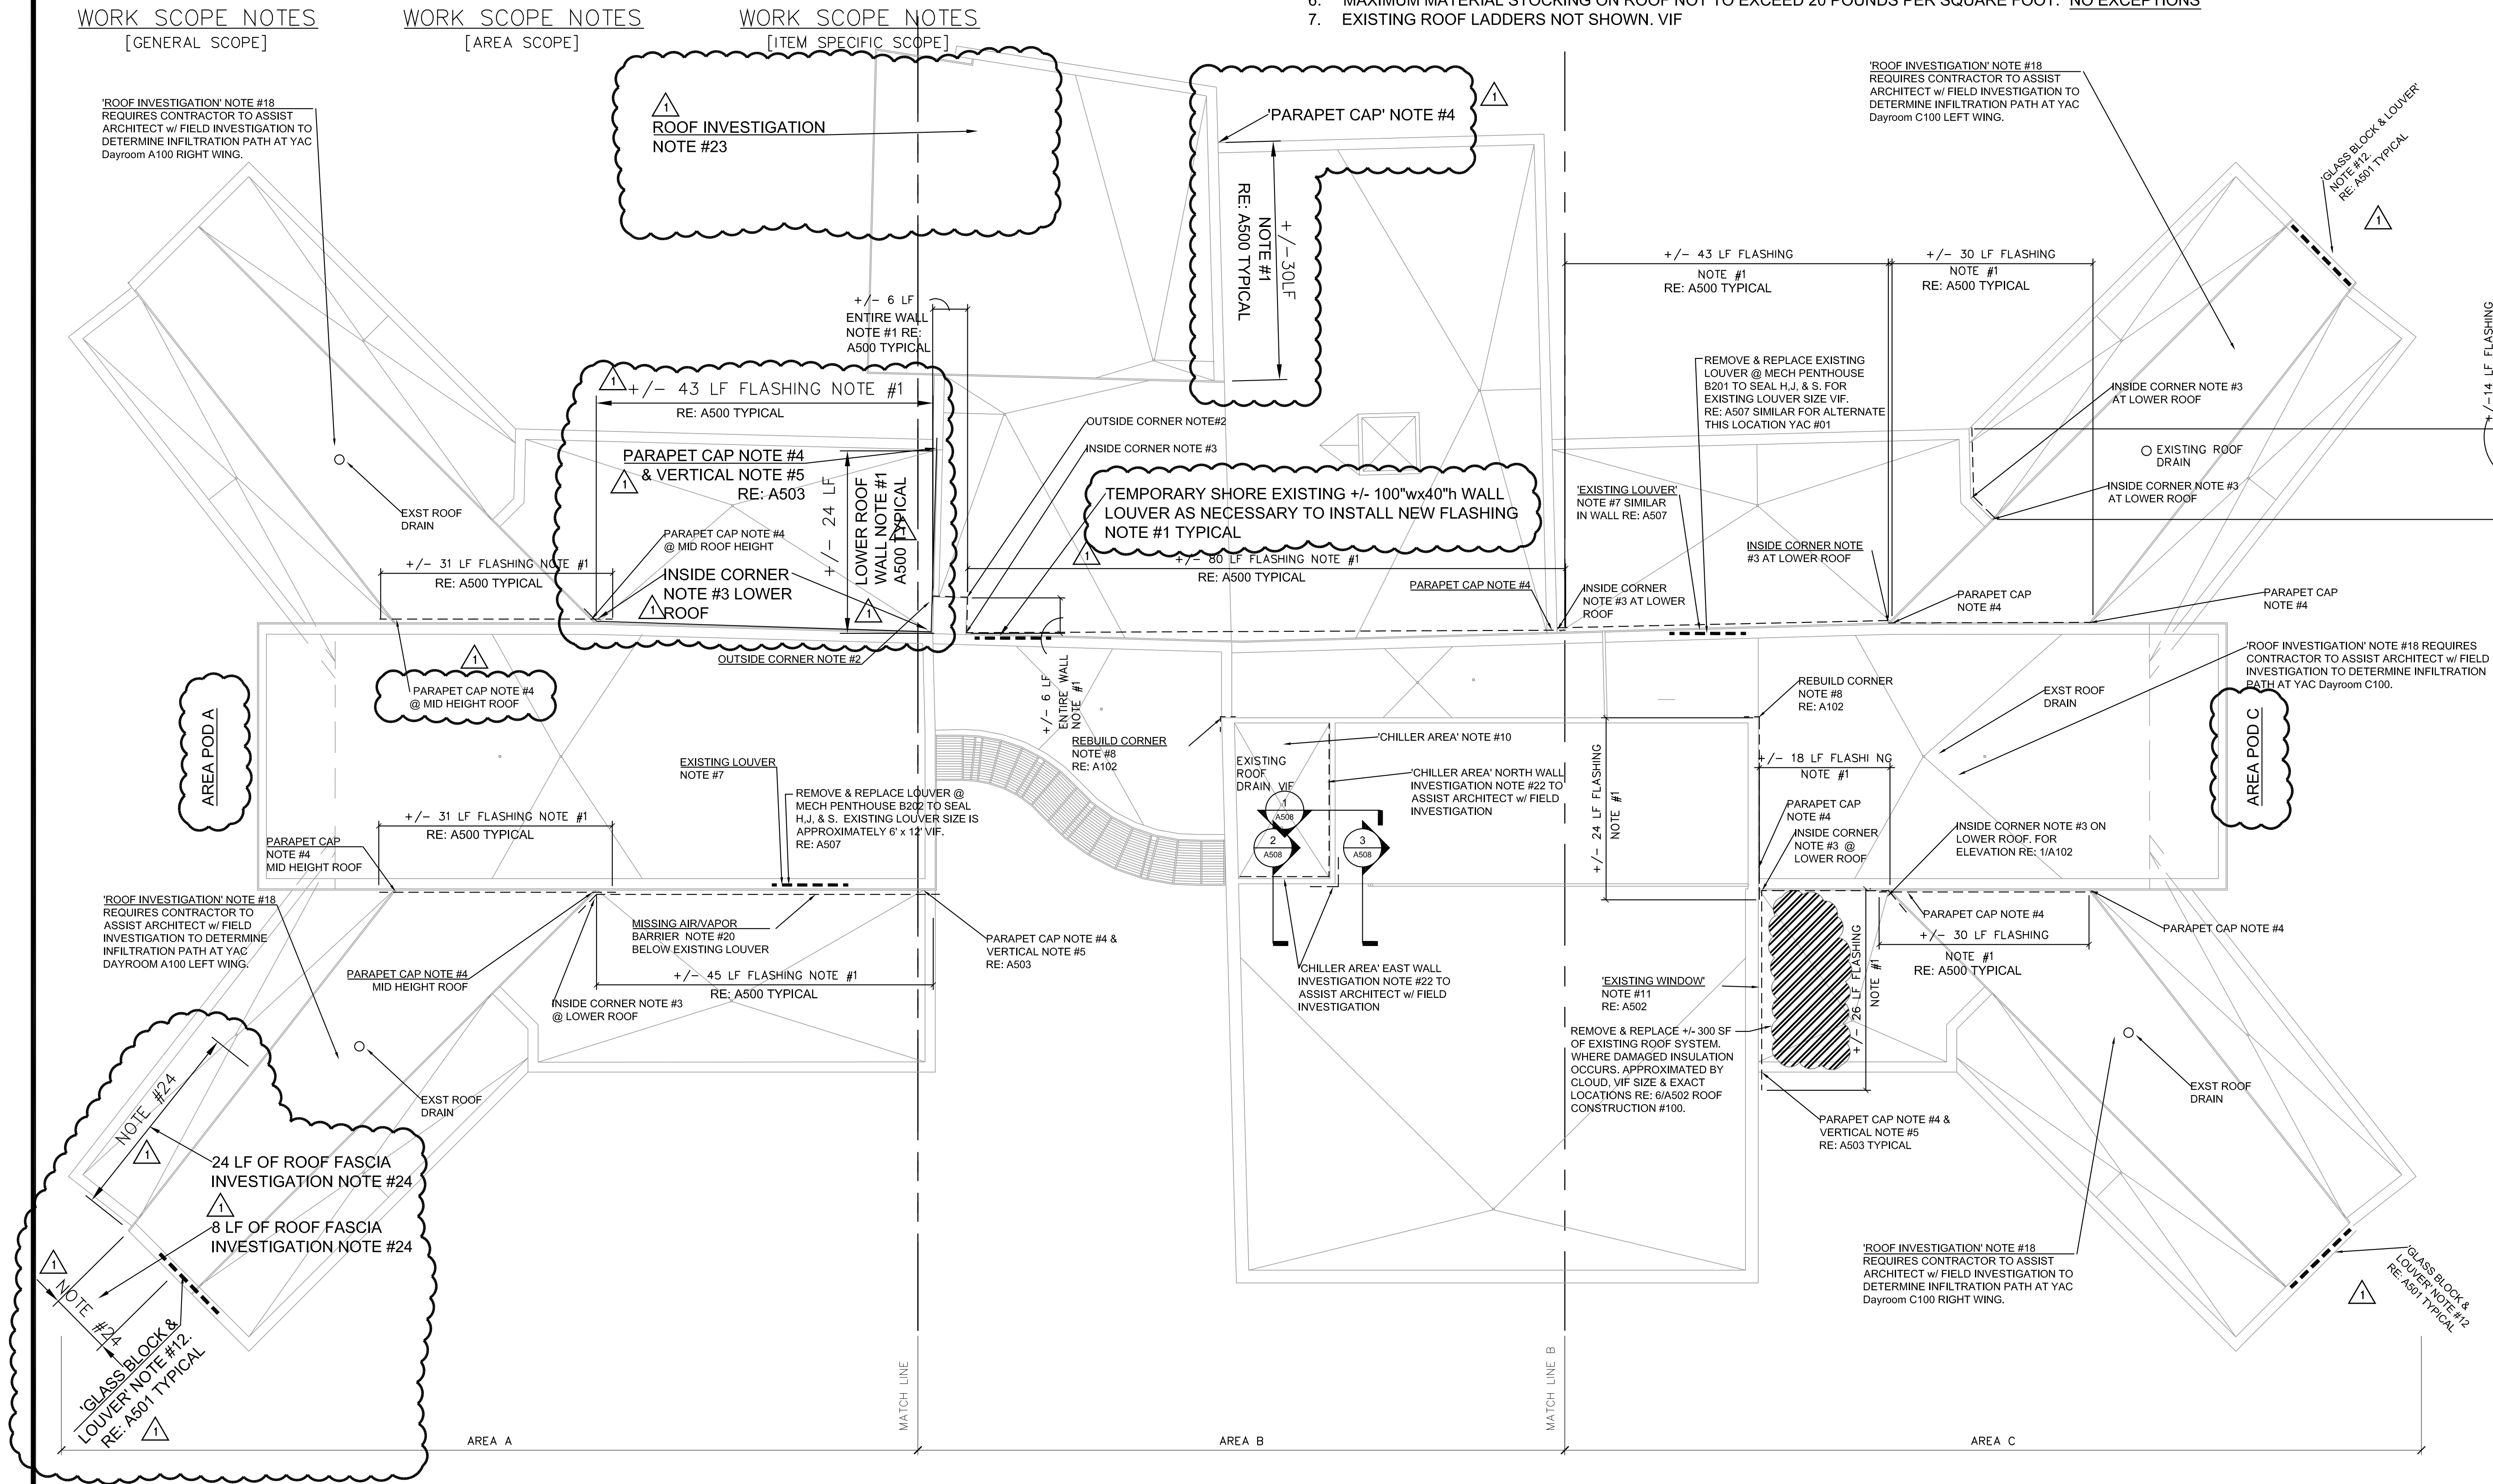 WORK SCOPE NOTES
[GENERAL SCOPE]
WORK SCOPE NOTES
[AREA SCOPE]
WORK SCOPE NOTES
[ITEM SPECIFIC SCOPE]
6. MAXIMUM MATERIAL STOCKING ON ROOF NOT TO EXCEED 20 POUNDS PER SQUARE FOOT. NO EXCEPTIONS
7. EXISTING ROOF LADDERS NOT SHOWN. VIF
'ROOF INVESTIGATION' NOTE #18
REQUIRES CONTRACTOR TO ASSIST
ARCHITECT w/ FIELD INVESTIGATION TO
DETERMINE INFILTRATION PATH AT YAC
Dayroom A100 RIGHT WING.
1
ROOF INVESTIGATION
NOTE #23
'PARAPET CAP' NOTE #4
1
+/-30LF
NOTE #1
RE: A500 TYPICAL
'ROOF INVESTIGATION' NOTE #18
REQUIRES CONTRACTOR TO ASSIST
ARCHITECT w/ FIELD INVESTIGATION TO
DETERMINE INFILTRATION PATH AT YAC
Dayroom C100 LEFT WING.
'GLASS BLOCK & LOUVER'
NOTE #12.
RE: A501 TYPICAL
1
+/- 43 LF FLASHING
NOTE #1
RE: A500 TYPICAL
+/- 30 LF FLASHING
NOTE #1
RE: A500 TYPICAL
+/-14 LF FLASHING
+/- 6 LF
ENTIRE WALL
NOTE #1 RE:
A500 TYPICAL
1
+/- 43 LF FLASHING NOTE #1
RE: A500 TYPICAL
PARAPET CAP NOTE #4
& VERTICAL NOTE #5
RE: A503
1
+/- 24 LF
LOWER ROOF
WALL NOTE #1
A500 TYPICAL
1
PARAPET CAP NOTE #4
@ MID ROOF HEIGHT
INSIDE CORNER
NOTE #3 LOWER
ROOF
1
1
OUTSIDE CORNER NOTE#2
INSIDE CORNER NOTE #3
TEMPORARY SHORE EXISTING +/- 100"wx40"h WALL
LOUVER AS NECESSARY TO INSTALL NEW FLASHING
NOTE #1 TYPICAL
1
+/- 80 LF FLASHING NOTE #1
RE: A500 TYPICAL
REMOVE & REPLACE EXISTING
LOUVER @ MECH PENTHOUSE
B201 TO SEAL H,J, & S. FOR
EXISTING LOUVER SIZE VIF.
RE: A507 SIMILAR FOR ALTERNATE
THIS LOCATION YAC #01
INSIDE CORNER NOTE #3
AT LOWER ROOF
EXISTING ROOF
DRAIN
INSIDE CORNER NOTE #3
AT LOWER ROOF
'EXISTING LOUVER'
NOTE #7 SIMILAR
IN WALL RE: A507
INSIDE CORNER NOTE
#3 AT LOWER ROOF
PARAPET CAP NOTE #4
INSIDE CORNER
NOTE #3 AT LOWER
ROOF
PARAPET CAP
NOTE #4
PARAPET CAP
NOTE #4
EXST ROOF
DRAIN
+/- 31 LF FLASHING NOTE #1
RE: A500 TYPICAL
OUTSIDE CORNER NOTE #2
1
PARAPET CAP NOTE #4
@ MID HEIGHT ROOF
AREA POD A
+/- 6 LF
ENTIRE WALL
NOTE #1
REBUILD CORNER
NOTE #8
RE: A102
'CHILLER AREA' NOTE #10
EXISTING
ROOF
DRAIN VIF
1
A508
2
A508
3
A508
'CHILLER AREA' NORTH WALL
INVESTIGATION NOTE #22 TO
ASSIST ARCHITECT w/ FIELD
INVESTIGATION
+/- 24 LF FLASHING
NOTE #1
REBUILD CORNER
NOTE #8
RE: A102
'ROOF INVESTIGATION' NOTE #18 REQUIRES
CONTRACTOR TO ASSIST ARCHITECT w/ FIELD
INVESTIGATION TO DETERMINE INFILTRATION
PATH AT YAC Dayroom C100.
EXST ROOF
DRAIN
AREA POD C
+/- 18 LF FLASHI NG
NOTE #1
PARAPET CAP
NOTE #4
INSIDE CORNER
NOTE #3 @
LOWER ROOF
INSIDE CORNER NOTE #3 ON
LOWER ROOF. FOR
ELEVATION RE: 1/A102
EXISTING LOUVER
NOTE #7
REMOVE & REPLACE LOUVER @
MECH PENTHOUSE B202 TO SEAL
H,J, & S. EXISTING LOUVER SIZE IS
APPROXIMATELY 6' x 12' VIF.
RE: A507
+/- 31 LF FLASHING NOTE #1
RE: A500 TYPICAL
PARAPET CAP
NOTE #4
MID HEIGHT ROOF
'ROOF INVESTIGATION' NOTE #18
REQUIRES CONTRACTOR TO
ASSIST ARCHITECT w/ FIELD
INVESTIGATION TO DETERMINE
INFILTRATION PATH AT YAC
DAYROOM A100 LEFT WING.
PARAPET CAP NOTE #4
MID HEIGHT ROOF
MISSING AIR/VAPOR
BARRIER NOTE #20
BELOW EXISTING LOUVER
+/- 45 LF FLASHING NOTE #1
RE: A500 TYPICAL
INSIDE CORNER NOTE #3
@ LOWER ROOF
PARAPET CAP NOTE #4 &
VERTICAL NOTE #5
RE: A503
'CHILLER AREA' EAST WALL
INVESTIGATION NOTE #22 TO
ASSIST ARCHITECT w/ FIELD
INVESTIGATION
'EXISTING WINDOW'
NOTE #11
RE: A502
REMOVE & REPLACE +/- 300 SF
OF EXISTING ROOF SYSTEM.
WHERE DAMAGED INSULATION
OCCURS. APPROXIMATED BY
CLOUD, VIF SIZE & EXACT
LOCATIONS RE: 6/A502 ROOF
CONSTRUCTION #100.
+/- 26 LF FLASHING
NOTE #1
PARAPET CAP NOTE #4
+/- 30 LF FLASHING
NOTE #1
RE: A500 TYPICAL
PARAPET CAP NOTE #4
PARAPET CAP NOTE #4 &
VERTICAL NOTE #5
RE: A503 TYPICAL
EXST ROOF
DRAIN
EXST ROOF
DRAIN
NOTE #24
1
24 LF OF ROOF FASCIA
INVESTIGATION NOTE #24
1
8 LF OF ROOF FASCIA
INVESTIGATION NOTE #24
1
NOTE #24
'GLASS BLOCK &
LOUVER' NOTE #12.
RE: A501 TYPICAL
1
'ROOF INVESTIGATION' NOTE #18
REQUIRES CONTRACTOR TO ASSIST
ARCHITECT w/ FIELD INVESTIGATION TO
DETERMINE INFILTRATION PATH AT YAC
Dayroom C100 RIGHT WING.
'GLASS BLOCK &
LOUVER' NOTE #12
RE: A501 TYPICAL
1
MATCH LINE
MATCH LINE B
AREA A
AREA B
AREA C